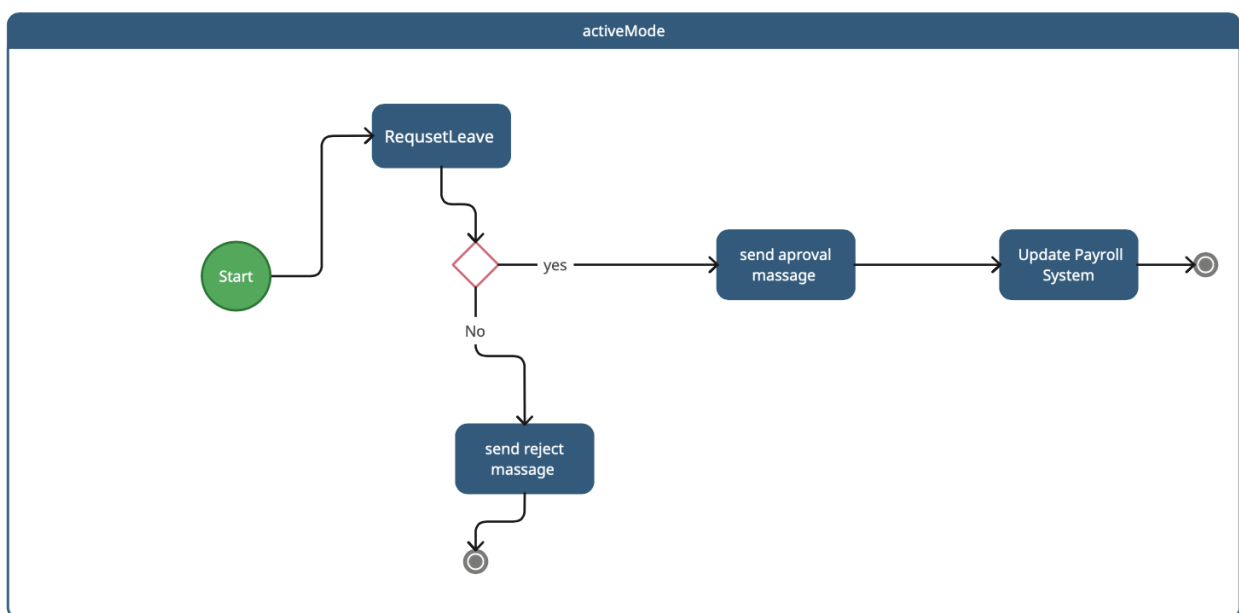 activeMode
RequsetLeave
Start
yes
send aproval
massage
Update Payroll
System
No
send reject
massage